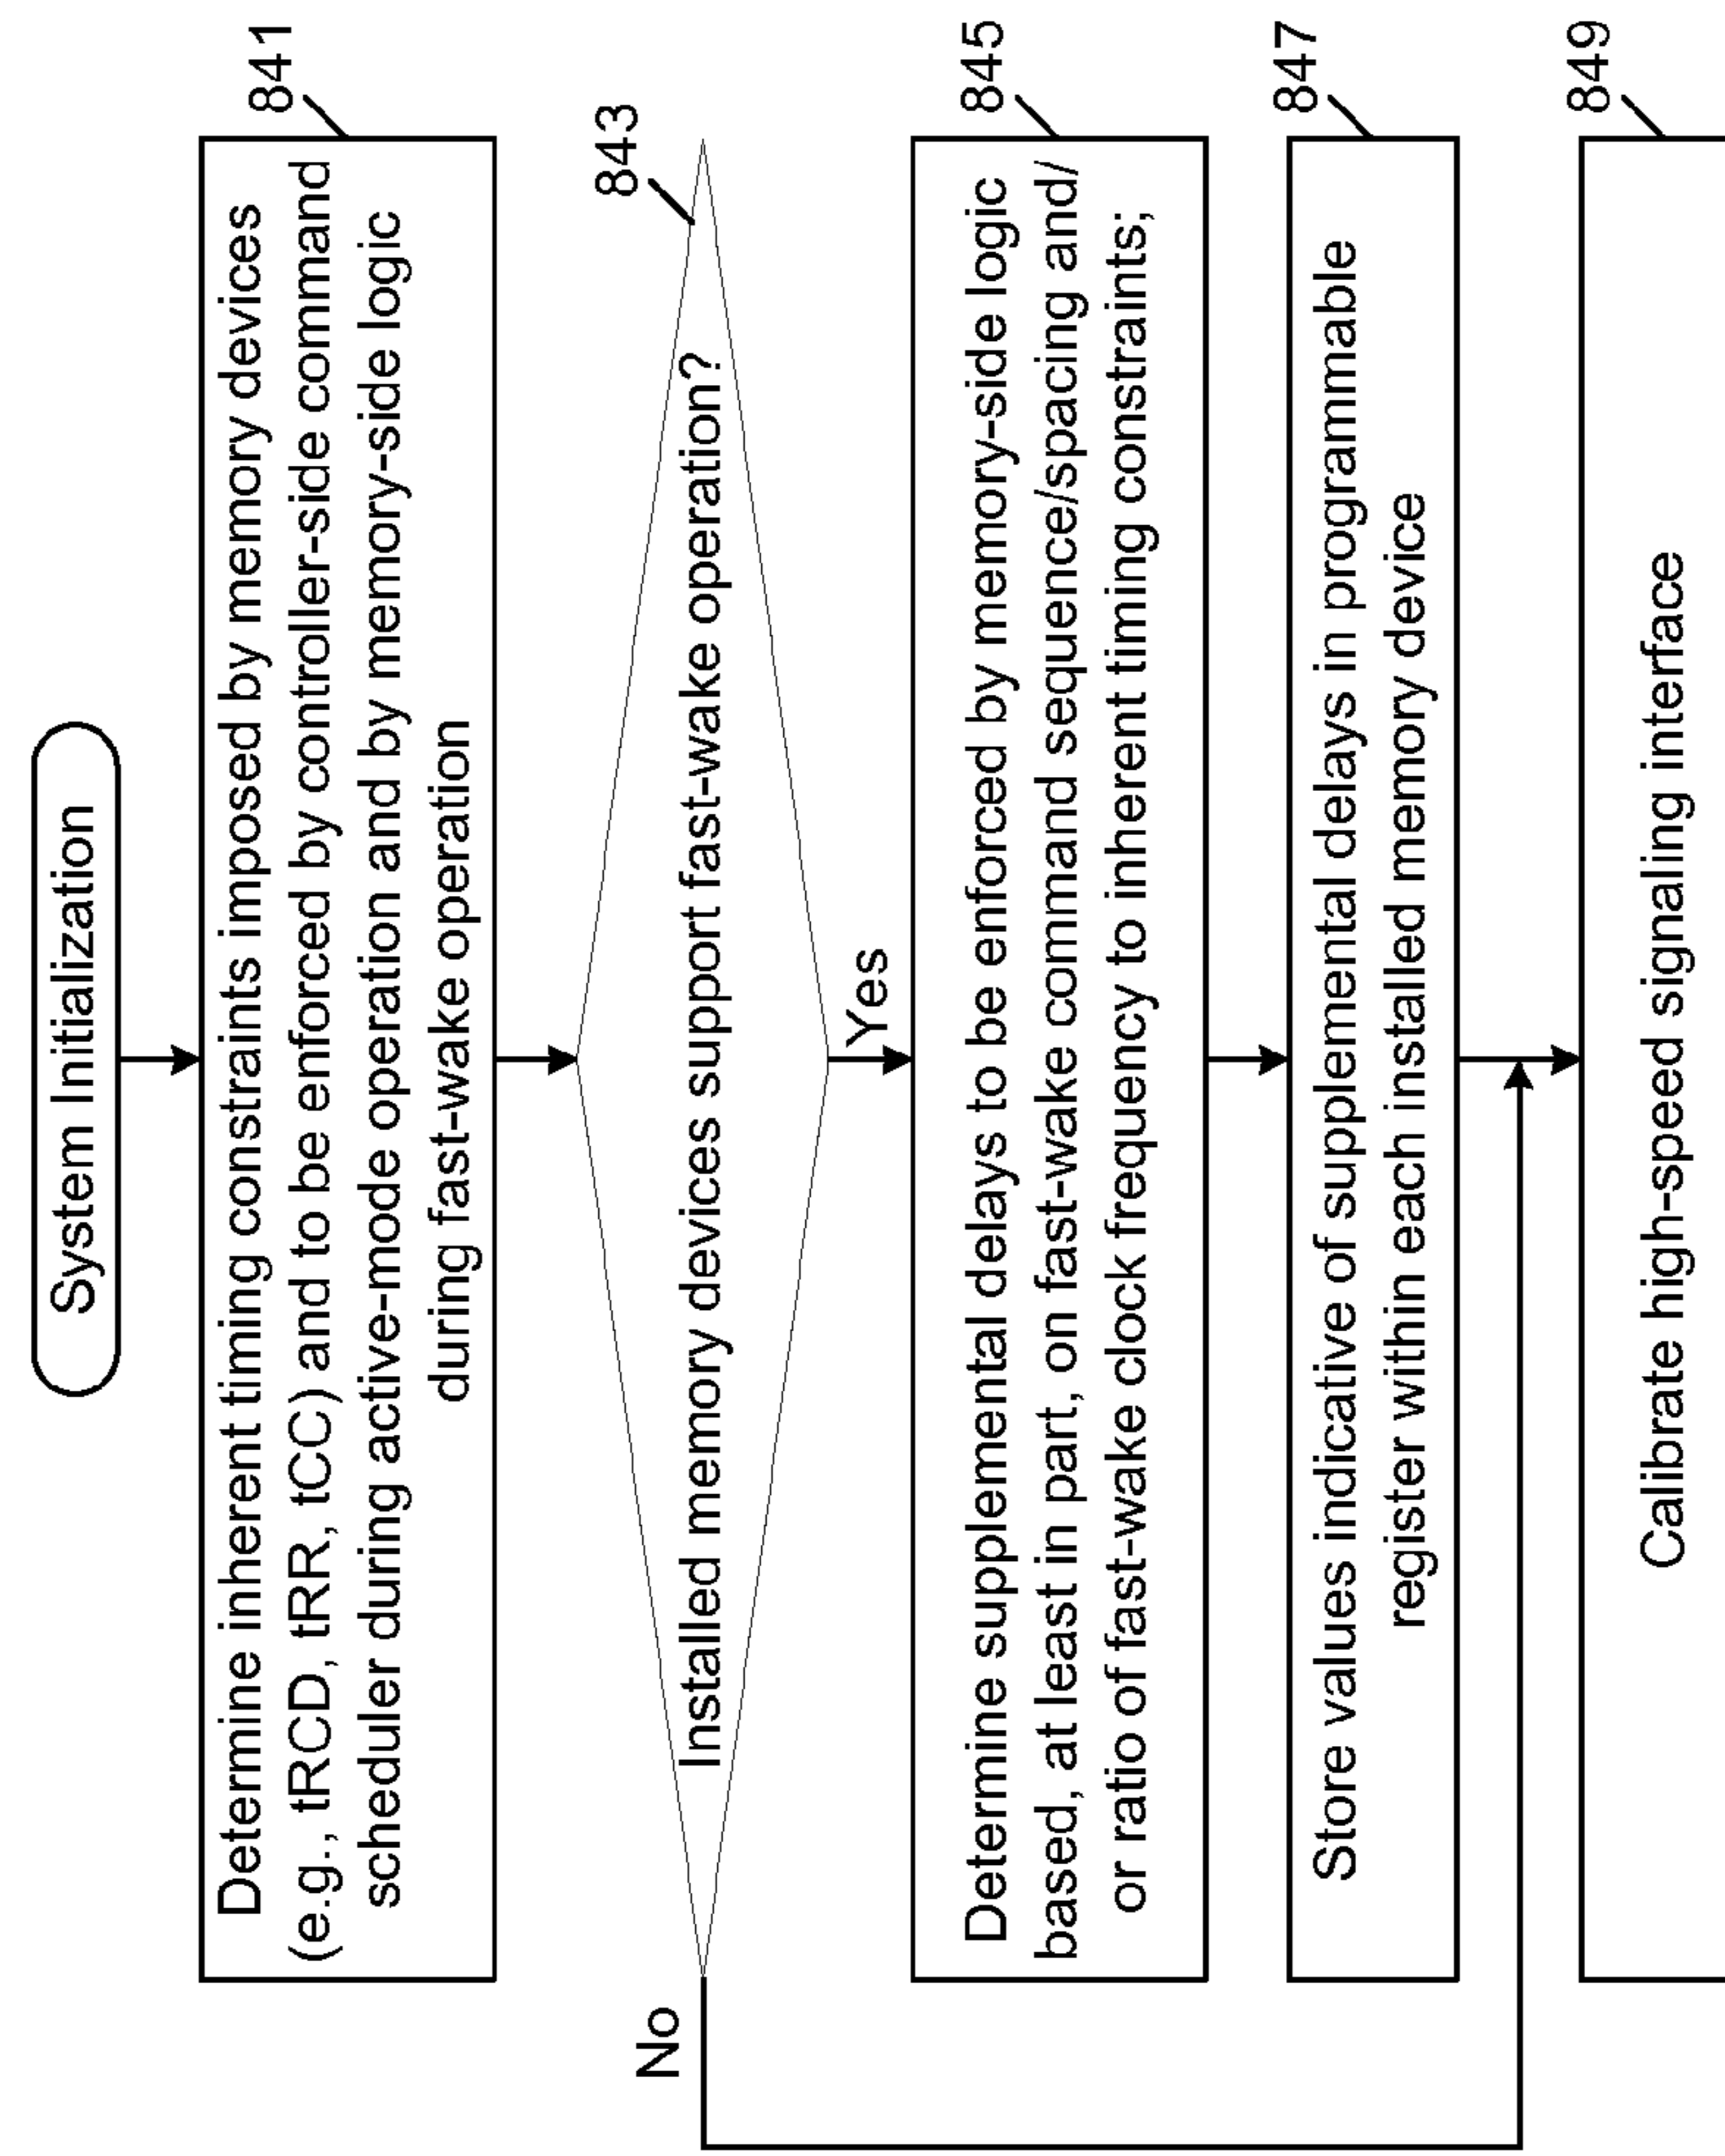 System Initialization
841
Determine inherent timing constraints imposed by memory devices
(e.g., tRCD, tRR, tCC) and to be enforced by controller-side command
scheduler during active-mode operation and by memory-side logic
during fast-wake operation
843
Installed memory devices support fast-wake operation?
No
Yes
845
Determine supplemental delays to be enforced by memory-side logic
based, at least in part, on fast-wake command sequence/spacing and/
or ratio of fast-wake clock frequency to inherent timing constraints;
847
Store values indicative of supplemental delays in programmable
register within each installed memory device
849
Calibrate high-speed signaling interface